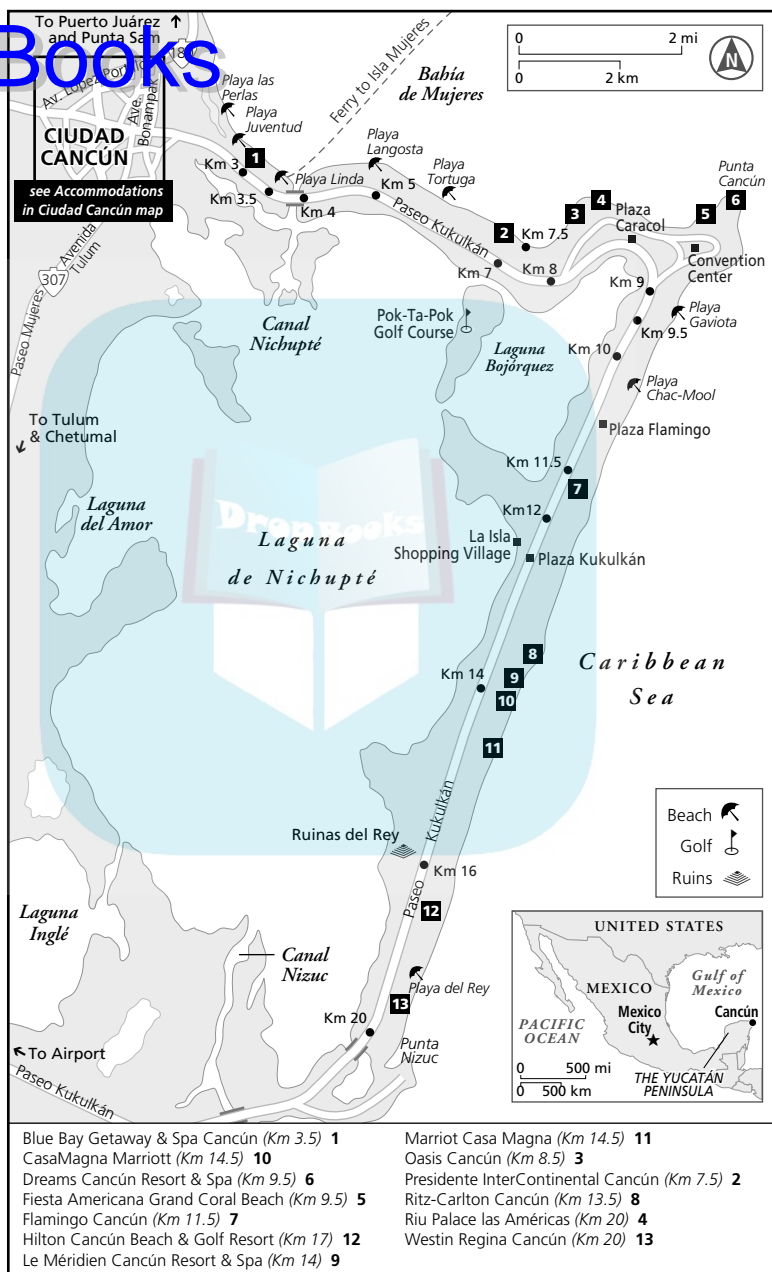 To Puerto Juárez
and Punta Sam
Books
180
Av. López Portillo
Ave.
Bonampak
CIUDAD
CANCÚN
see Accommodations
in Ciudad Cancún map
Avenida
Tulum
307
Paseo Mujeres
To Tulum
& Chetumal
0 2 mi
0 2 km
N
Ferry to Isla Mujeres
Bahía
de Mujeres
Playa las
Perlas
Playa
Juventud
1
Km 3
Km 3.5
Playa Linda
Km 4
Playa
Langosta
Km 5
Playa
Tortuga
Paseo Kukulkán
2
Km 7.5
Km 7
Km 8
3
4
Plaza
Caracol
5
6
Punta
Cancún
Convention
Center
Km 9
Playa
Gaviota
Km 9.5
Km 10
Playa
Chac-Mool
Canal
Nichupté
Pok-Ta-Pok
Golf Course
Laguna
Bojórquez
Plaza Flamingo
Km 11.5
7
Km12
La Isla
Shopping Village
Plaza Kukulkán
Laguna
del Amor
DropBooks
Laguna
de Nichupté
8
Km 14
9
10
11
Caribbean
Sea
Ruinas del Rey
Paseo Kukulkán
Km 16
12
Playa del Rey
13
Km 20
Punta
Nizuc
Laguna
Inglé
Canal
Nizuc
To Airport
Paseo Kukulkán
Beach
Golf
Ruins
UNITED STATES
MEXICO
Gulf of
Mexico
Mexico
City
Cancún
PACIFIC
OCEAN
0 500 mi
0 500 km
THE YUCATÁN
PENINSULA
Blue Bay Getaway & Spa Cancún (Km 3.5) 1
CasaMagna Marriott (Km 14.5) 10
Dreams Cancún Resort & Spa (Km 9.5) 6
Fiesta Americana Grand Coral Beach (Km 9.5) 5
Flamingo Cancún (Km 11.5) 7
Hilton Cancún Beach & Golf Resort (Km 17) 12
Le Méridien Cancún Resort & Spa (Km 14) 9
Marriot Casa Magna (Km 14.5) 11
Oasis Cancún (Km 8.5) 3
Presidente InterContinental Cancún (Km 7.5) 2
Ritz-Carlton Cancún (Km 13.5) 8
Riu Palace las Américas (Km 20) 4
Westin Regina Cancún (Km 20) 13